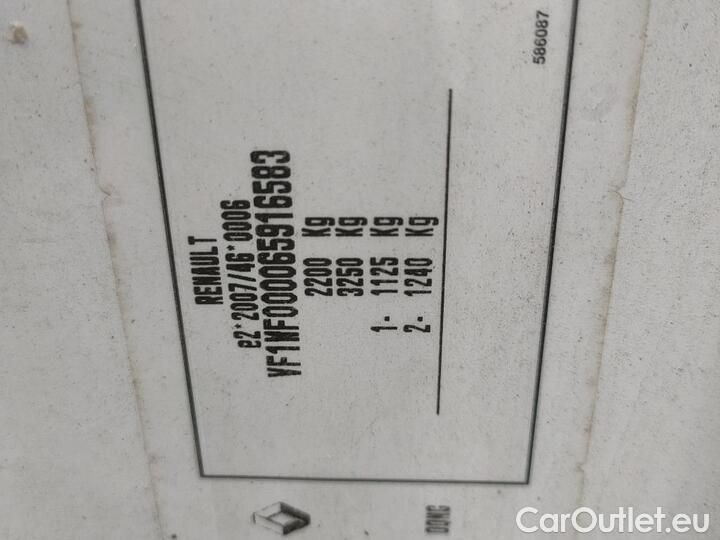 RENAULT
e2*2007/46*0006
VF1MF000065916583
2200 Kg
3250 Kg
1- 1125 Kg
2- 1240 Kg
586087
CarOutlet.eu